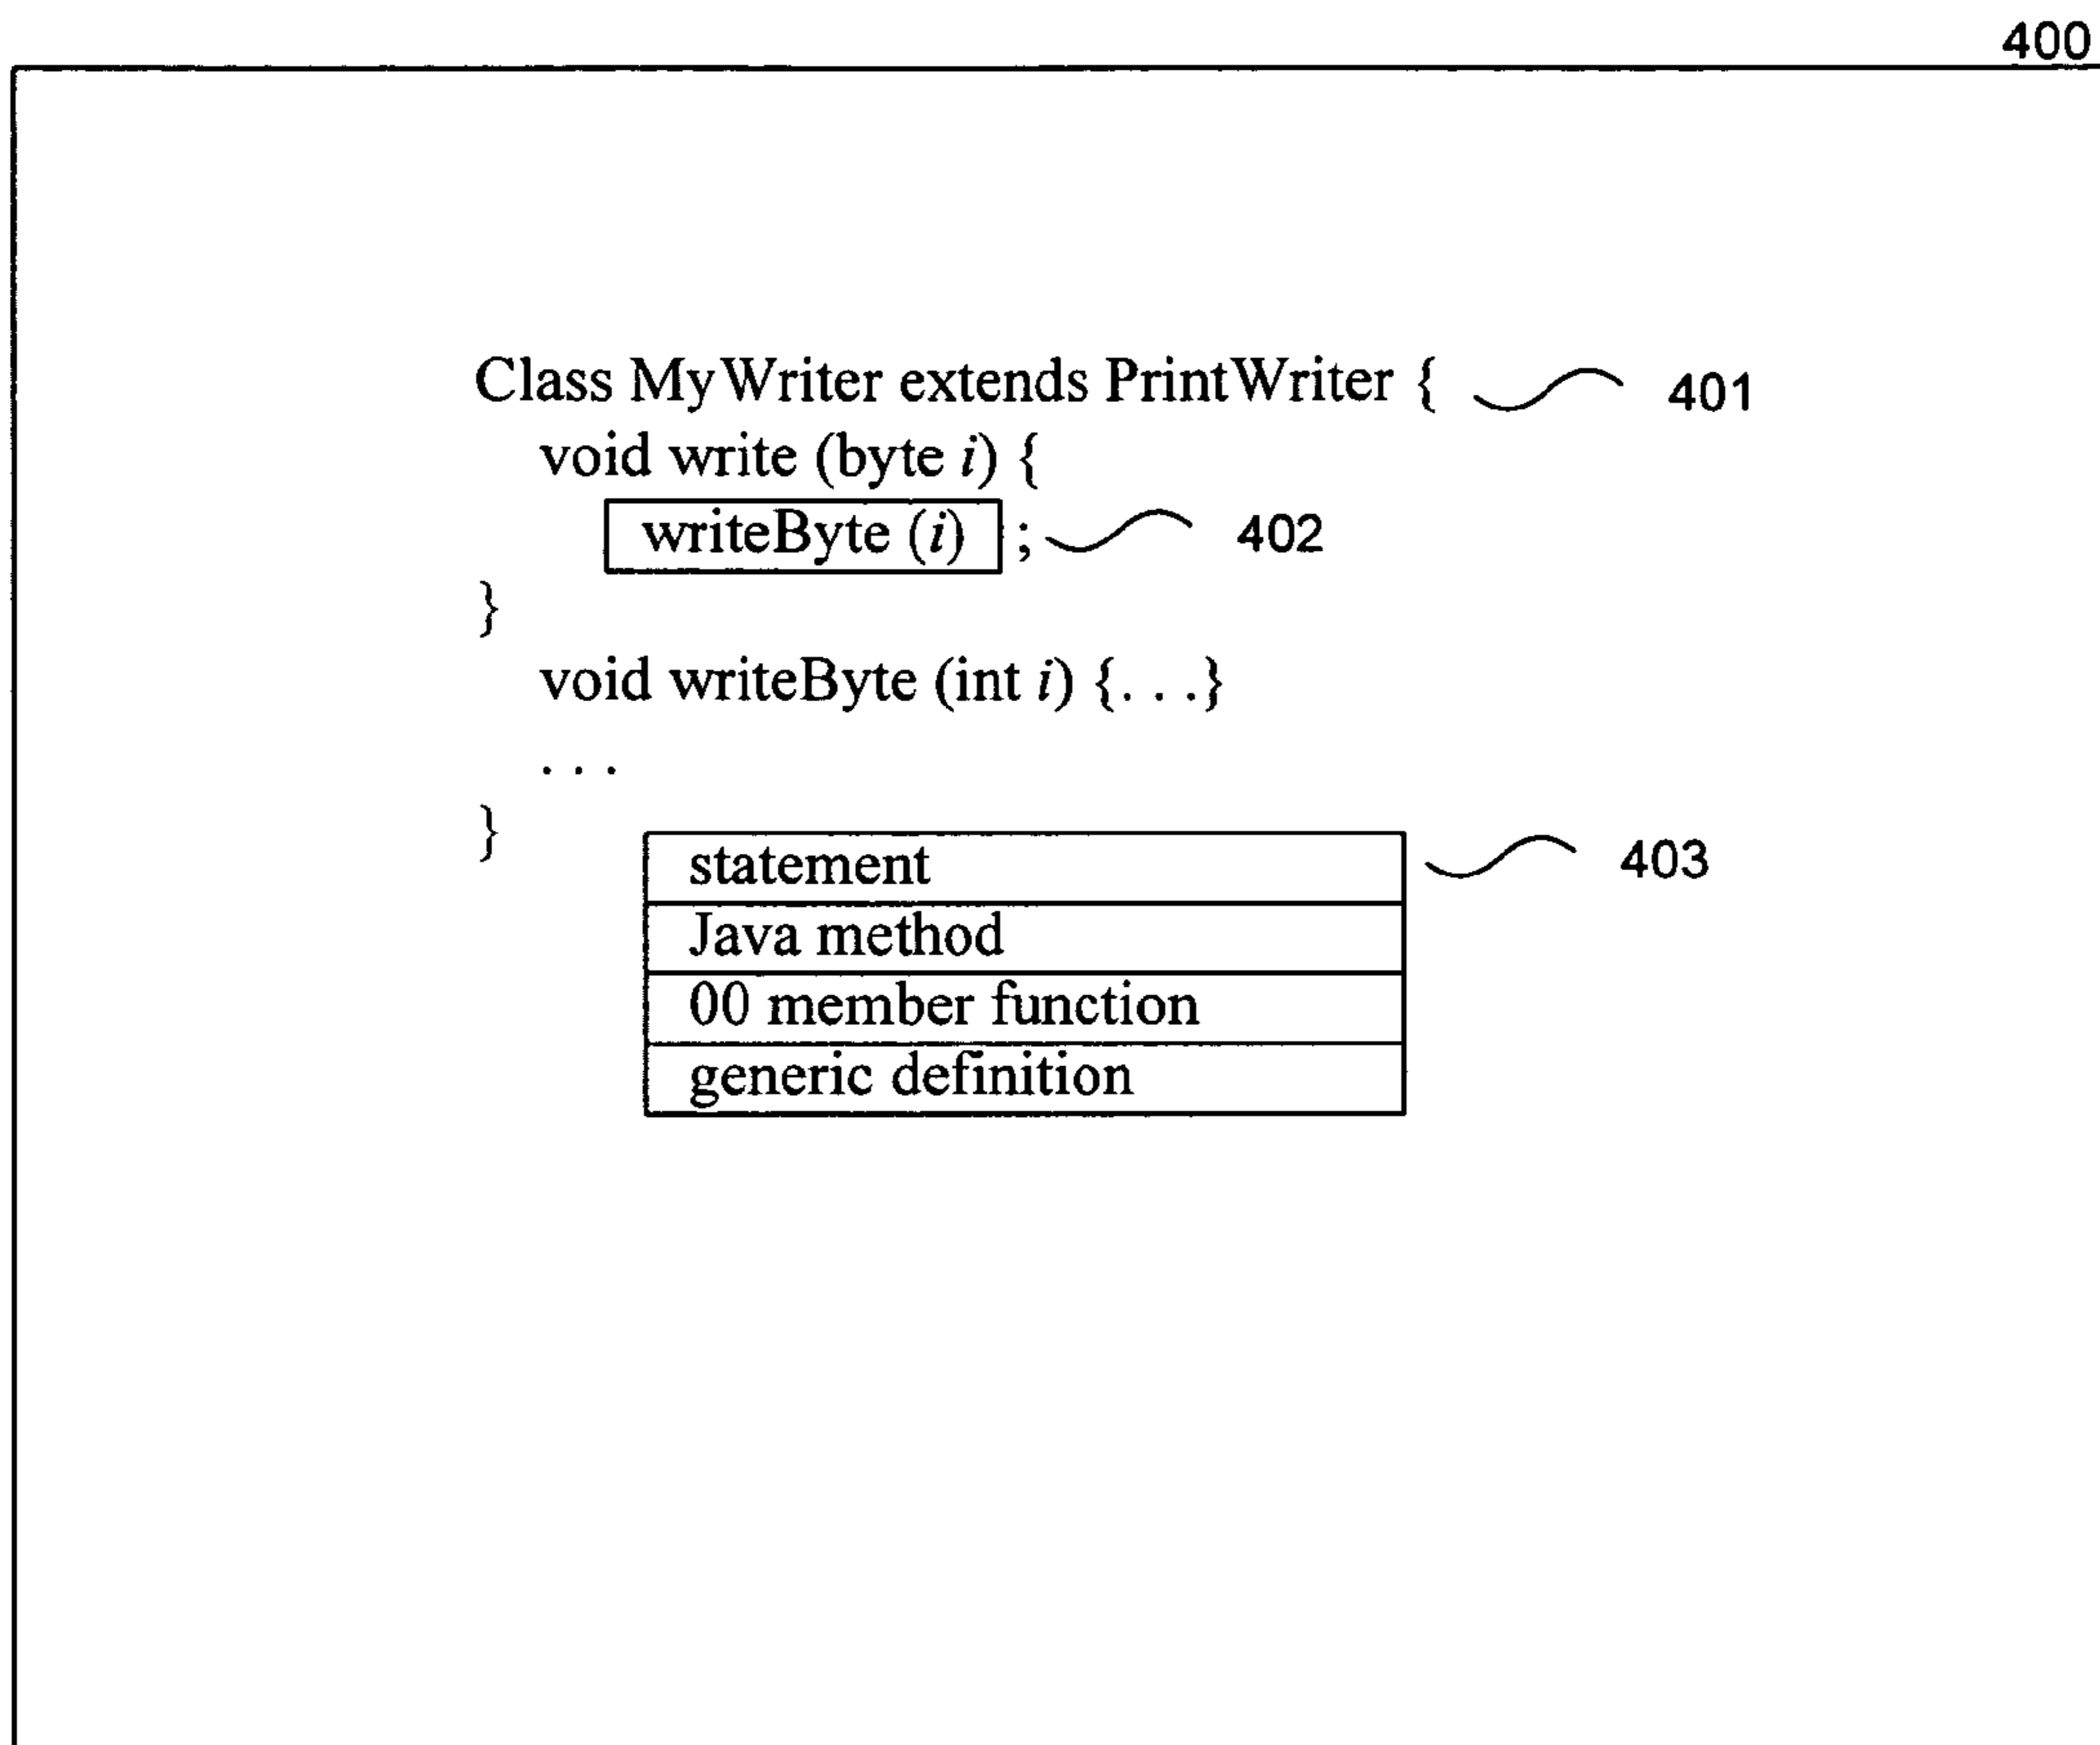 400
Class MyWriter extends PrintWriter { 401
void write (byte i) {
writeByte (i) ; 402
}
void writeByte (int i) {. . .}
. . .
}
statement 403
Java method
00 member function
generic definition